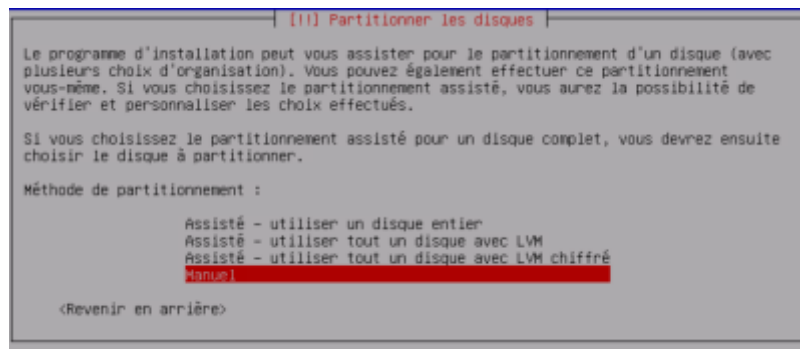 [!!] Partitionner les disques
Le programme d'installation peut vous assister pour le partitionnement d'un disque (avec
plusieurs choix d'organisation). Vous pouvez également effectuer ce partitionnement
vous-même. Si vous choisissez le partitionnement assisté, vous aurez la possibilité de
vérifier et personnaliser les choix effectués.
Si vous choisissez le partitionnement assisté pour un disque complet, vous devrez ensuite
choisir le disque à partitionner.
Méthode de partitionnement :
Assisté - utiliser un disque entier
Assisté - utiliser tout un disque avec LVM
Assisté - utiliser tout un disque avec LVM chiffré
Manuel
<Revenir en arrière>